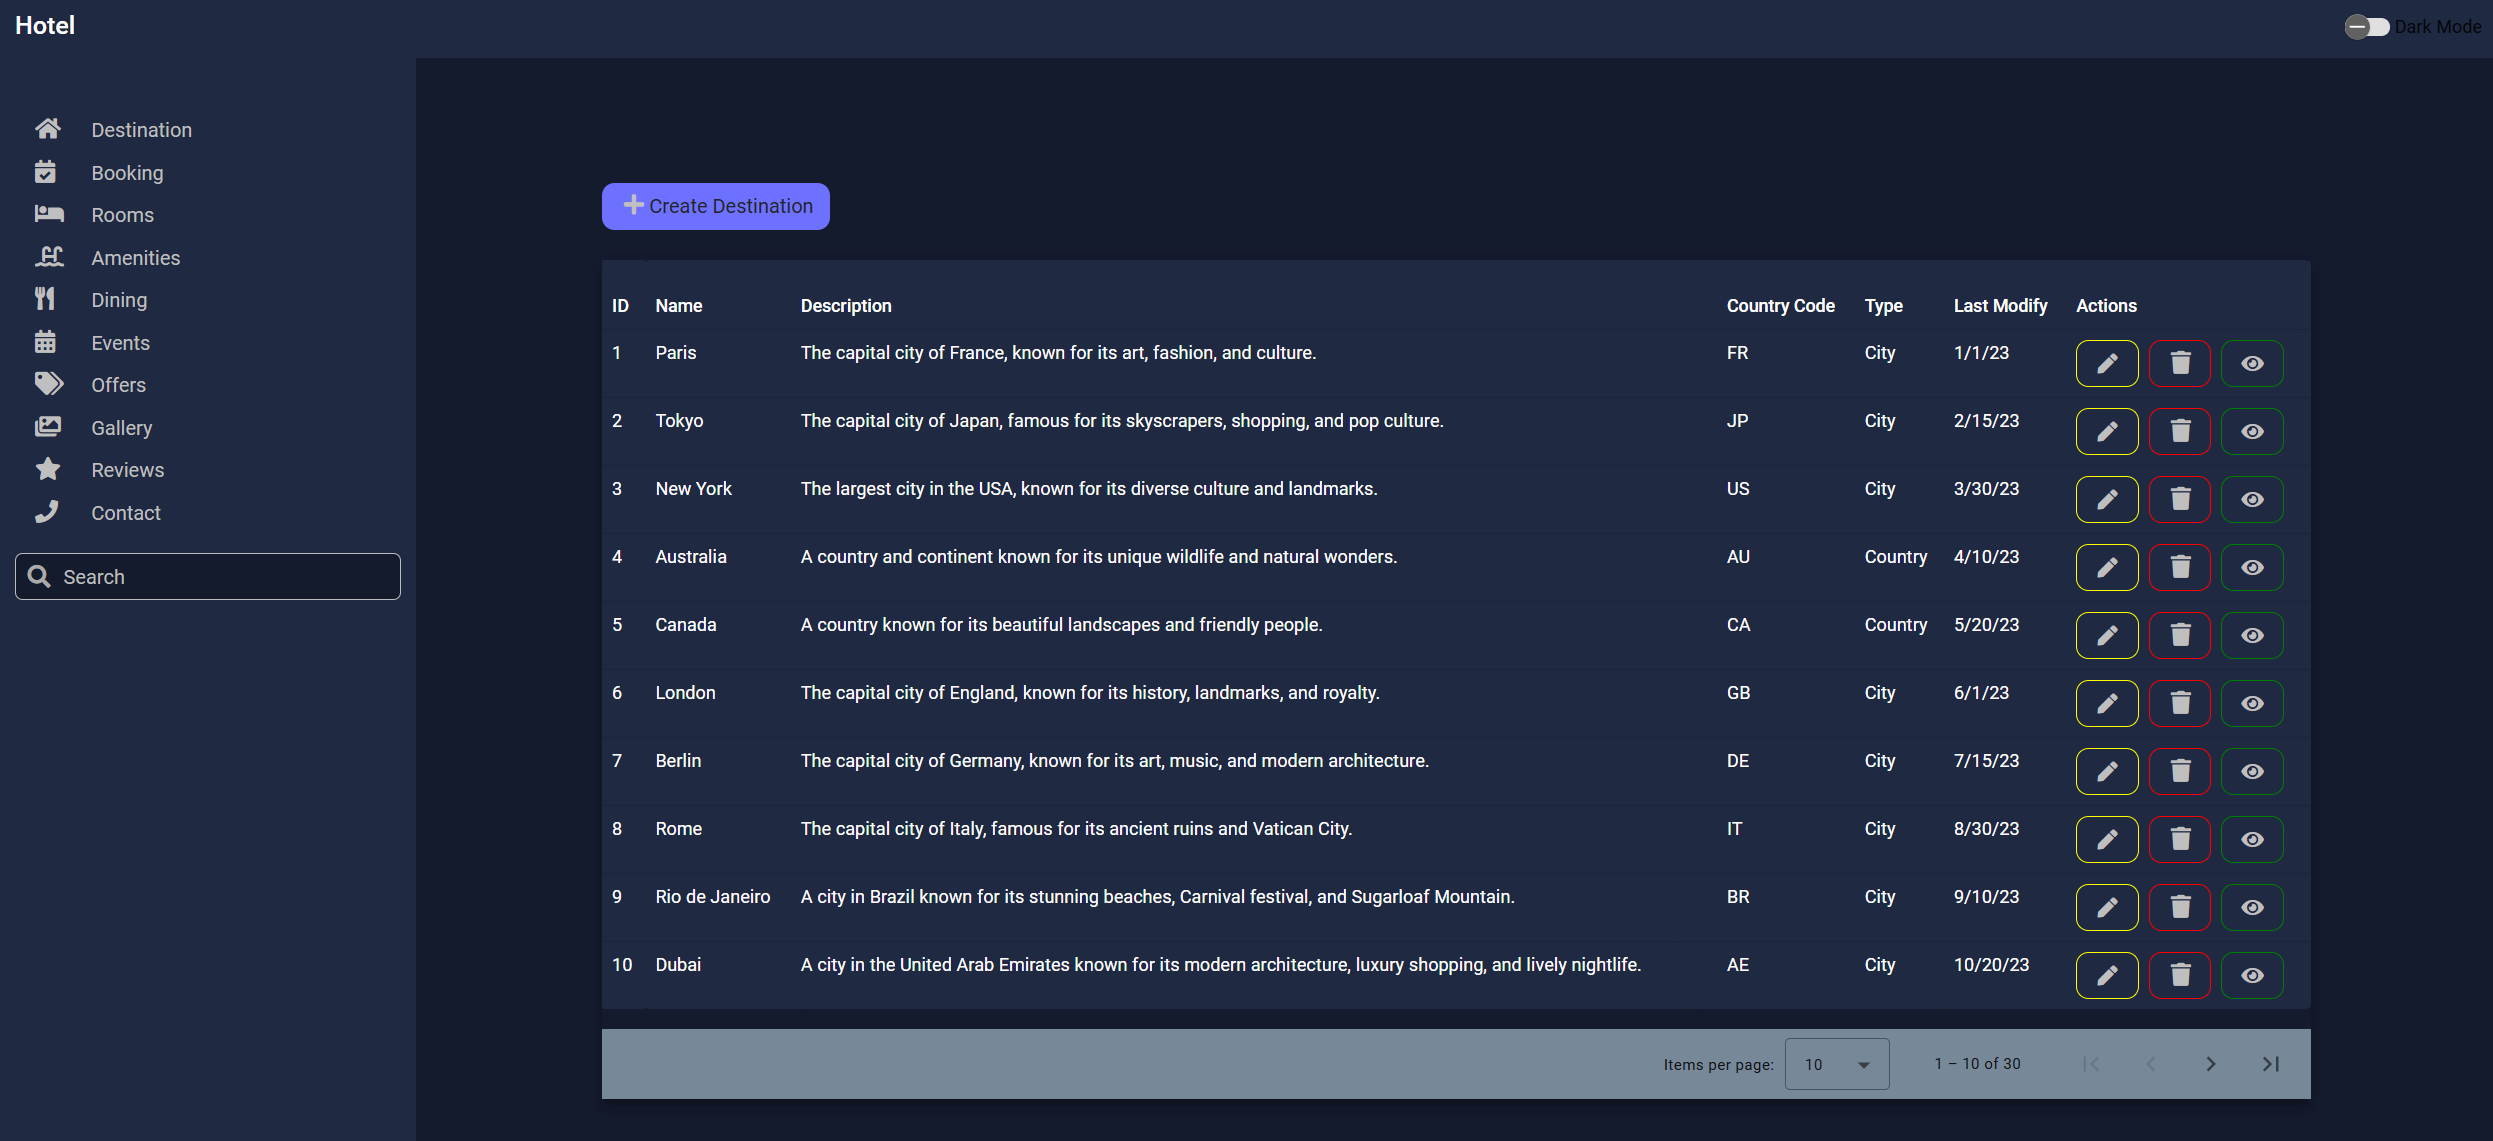 Hotel
Dark Mode
Destination
Booking
Rooms
Amenities
Dining
Events
Offers
Gallery
Reviews
Contact
Search
Create Destination
ID Name Description Country Code Type Last Modify Actions
1 Paris The capital city of France, known for its art, fashion, and culture. FR City 1/1/23
2 Tokyo The capital city of Japan, famous for its skyscrapers, shopping, and pop culture. JP City 2/15/23
3 New York The largest city in the USA, known for its diverse culture and landmarks. US City 3/30/23
4 Australia A country and continent known for its unique wildlife and natural wonders. AU Country 4/10/23
5 Canada A country known for its beautiful landscapes and friendly people. CA Country 5/20/23
6 London The capital city of England, known for its history, landmarks, and royalty. GB City 6/1/23
7 Berlin The capital city of Germany, known for its art, music, and modern architecture. DE City 7/15/23
8 Rome The capital city of Italy, famous for its ancient ruins and Vatican City. IT City 8/30/23
9 Rio de Janeiro A city in Brazil known for its stunning beaches, Carnival festival, and Sugarloaf Mountain. BR City 9/10/23
10 Dubai A city in the United Arab Emirates known for its modern architecture, luxury shopping, and lively nightlife. AE City 10/20/23
Items per page: 10 1 – 10 of 30